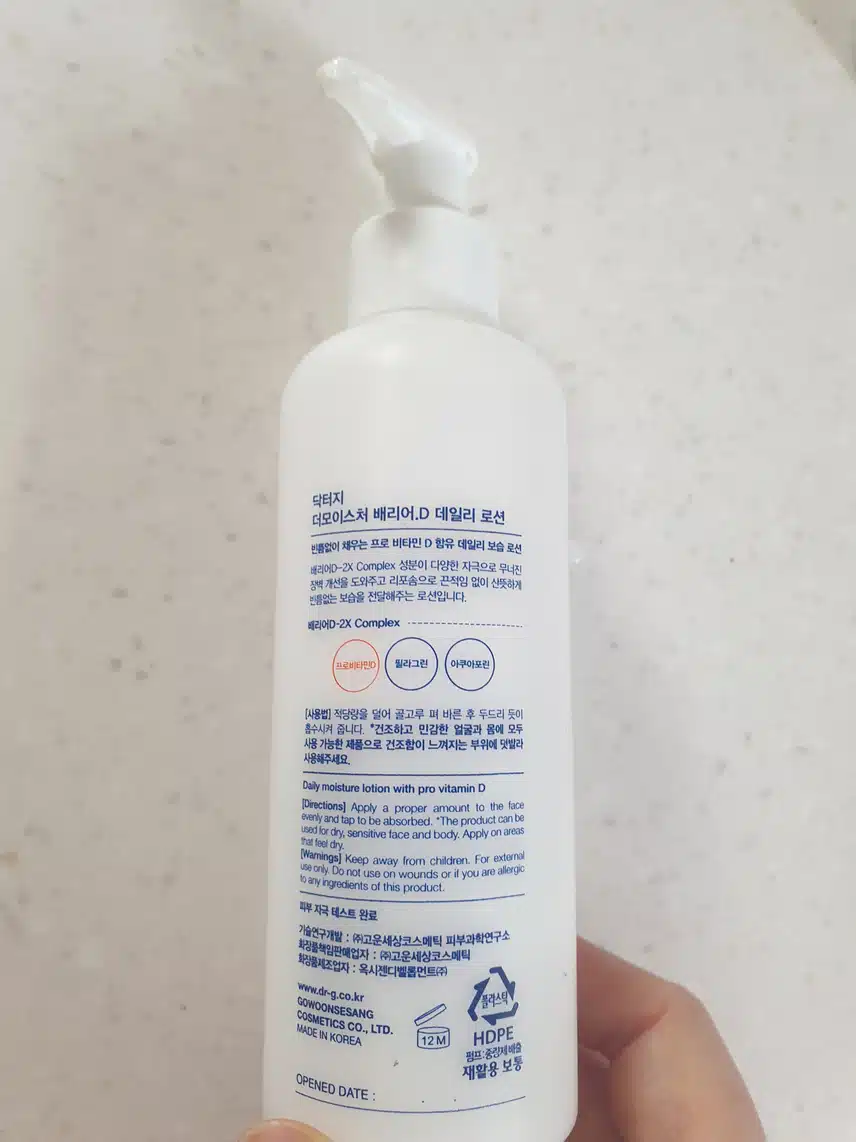 닥터지
더모이스처 배리어.D 데일리 로션
빈틈없이 채우는 프로 비타민 D 함유 데일리 보습 로션
배리어D-2X Complex 성분이 다양한 자극으로 무너진
장벽 개선을 도와주고 리포솜으로 끈적임 없이 산뜻하게
빈틈없는 보습을 전달해주는 로션입니다.
배리어D-2X Complex
프로비타민D
필라그린
아쿠아포린
[사용법] 적당량을 덜어 골고루 펴 바른 후 두드리 듯이
흡수시켜 줍니다. *건조하고 민감한 얼굴과 몸에 모두
사용 가능한 제품으로 건조함이 느껴지는 부위에 덧발라
사용해주세요.
Daily moisture lotion with pro vitamin D
[Directions] Apply a proper amount to the face
evenly and tap to be absorbed. *The product can be
used for dry, sensitive face and body. Apply on areas
that feel dry.
[Warnings] Keep away from children. For external
use only. Do not use on wounds or if you are allergic
to any ingredients of this product.
피부 자극 테스트 완료
기술연구개발 : ㈜고운세상코스메틱 피부과학연구소
화장품책임판매업자 : ㈜고운세상코스메틱
화장품제조업자 : 옥시젠디벨롭먼트㈜
www.dr-g.co.kr
GOWOONSESANG
COSMETICS CO., LTD.
MADE IN KOREA
12 M
플라스틱
HDPE
펌프:종량제 배출
재활용 보통
OPENED DATE :